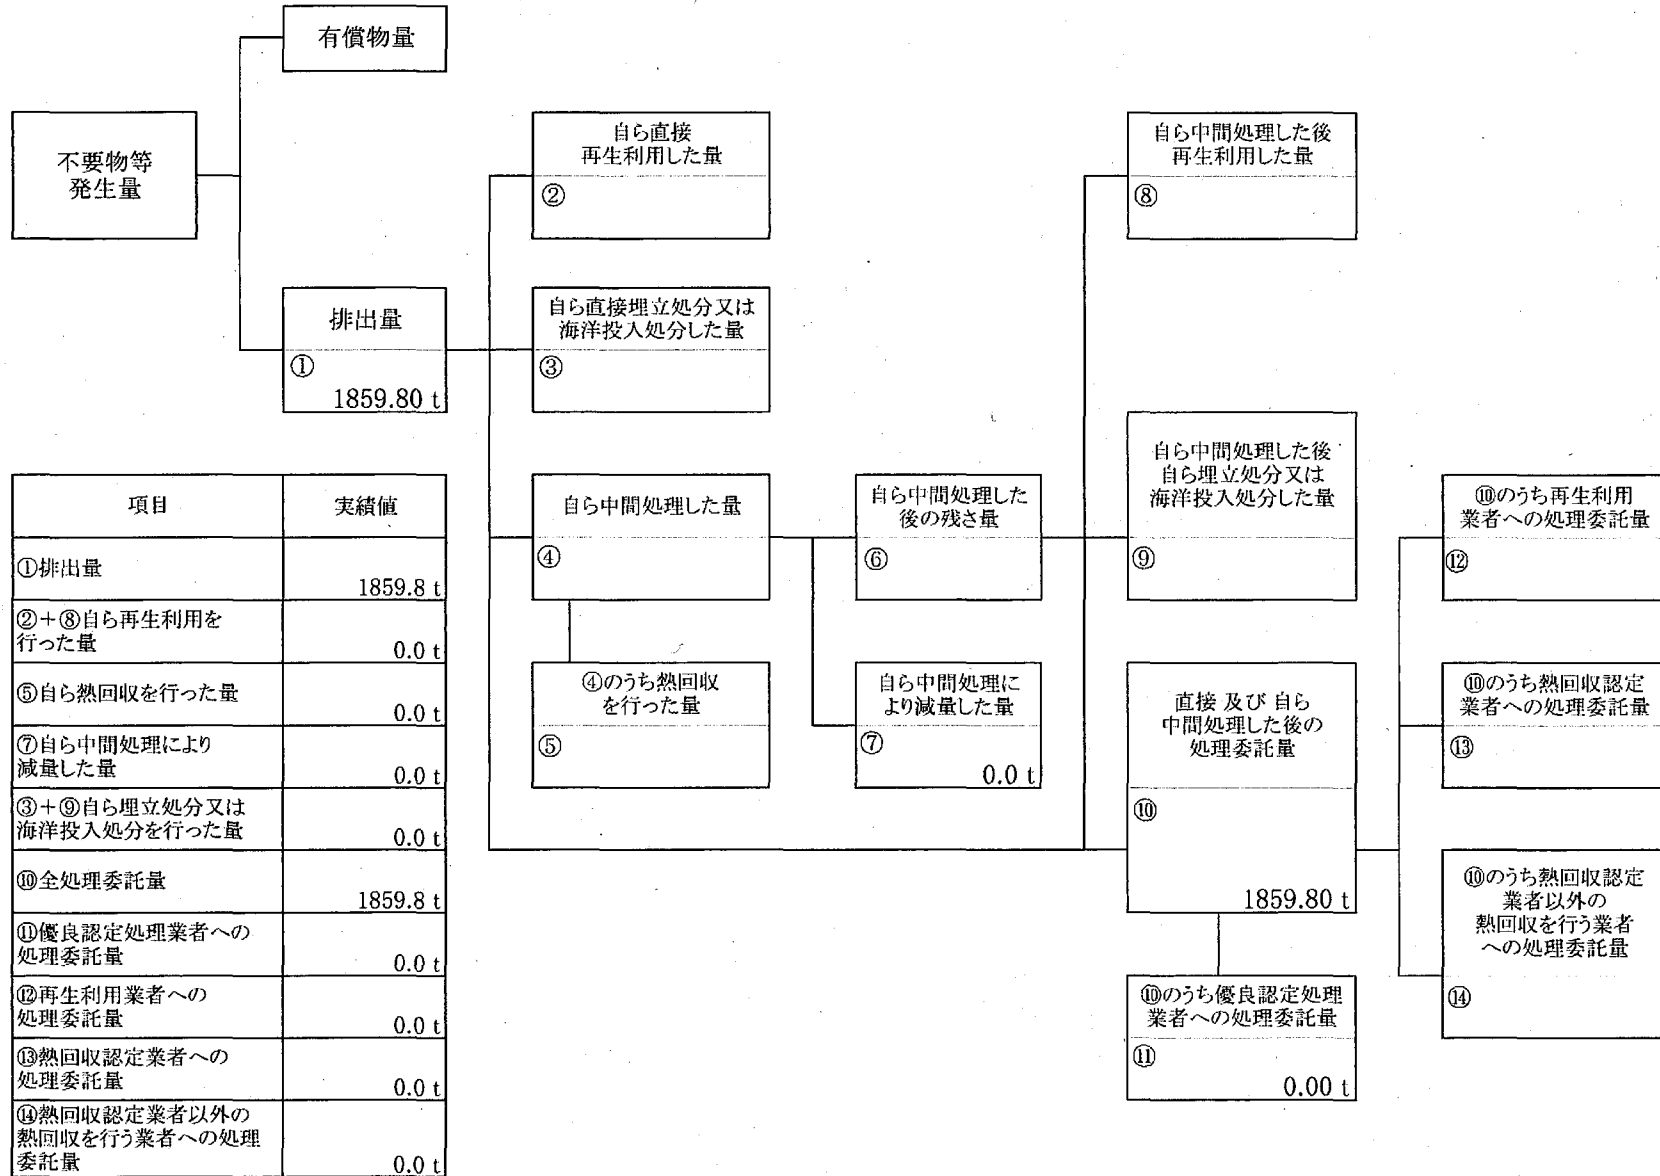 有償物量
不要物等
発生量
排出量
①
1859.80 t
自ら直接
再生利用した量
②
自ら直接埋立処分又は
海洋投入処分した量
③
自ら中間処理した量
④
④のうち熱回収
を行った量
⑤
自ら中間処理した
後の残さ量
⑥
自ら中間処理に
より減量した量
⑦
0.0 t
自ら中間処理した後
再生利用した量
⑧
自ら中間処理した後
自ら埋立処分又は
海洋投入処分した量
⑨
直接 及び 自ら
中間処理した後の
処理委託量
⑩
1859.80 t
⑩のうち優良認定処理
業者への処理委託量
⑪
0.00 t
⑩のうち再生利用
業者への処理委託量
⑫
⑩のうち熱回収認定
業者への処理委託量
⑬
⑩のうち熱回収認定
業者以外の
熱回収を行う業者
への処理委託量
⑭
項目 実績値
①排出量
1859.8 t
②+⑧自ら再生利用を
行った量
0.0 t
⑤自ら熱回収を行った量
0.0 t
⑦自ら中間処理により
減量した量
0.0 t
③+⑨自ら埋立処分又は
海洋投入処分を行った量
0.0 t
⑩全処理委託量
1859.8 t
⑪優良認定処理業者への
処理委託量
0.0 t
⑫再生利用業者への
処理委託量
0.0 t
⑬熱回収認定業者への
処理委託量
0.0 t
⑭熱回収認定業者以外の
熱回収を行う業者への処理
委託量
0.0 t